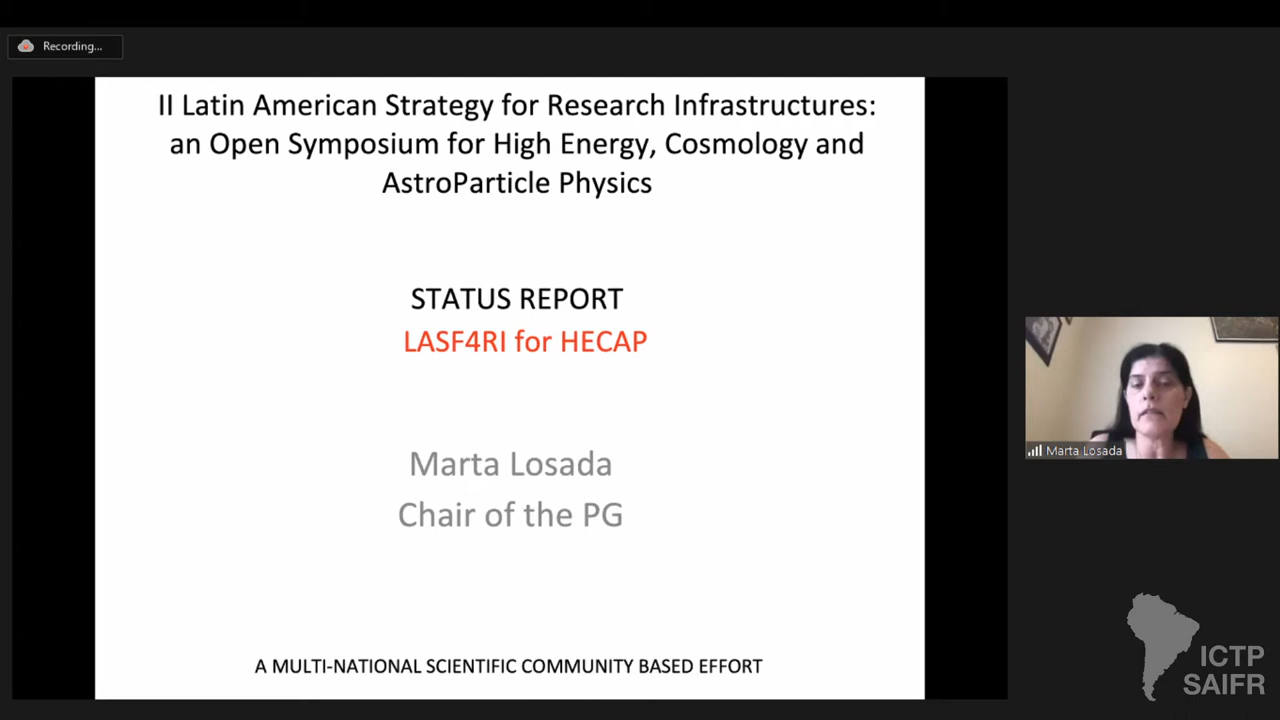 Recording...
II Latin American Strategy for Research Infrastructures:
an Open Symposium for High Energy, Cosmology and
AstroParticle Physics
STATUS REPORT
LASF4RI for HECAP
Marta Losada
Chair of the PG
A MULTI-NATIONAL SCIENTIFIC COMMUNITY BASED EFFORT
Marta Losada
ICTP
SAIFR